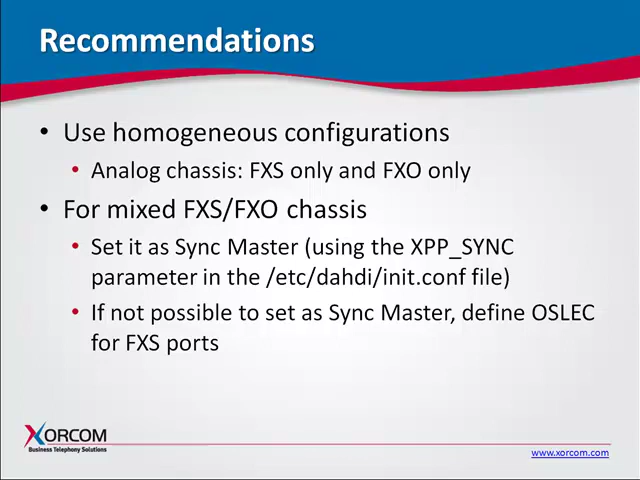 Recommendations
• Use homogeneous configurations
• Analog chassis: FXS only and FXO only
• For mixed FXS/FXO chassis
• Set it as Sync Master (using the XPP_SYNC
parameter in the /etc/dahdi/init.conf file)
• If not possible to set as Sync Master, define OSLEC
for FXS ports
XORCOM
Business Telephony Solutions
www.xorcom.com